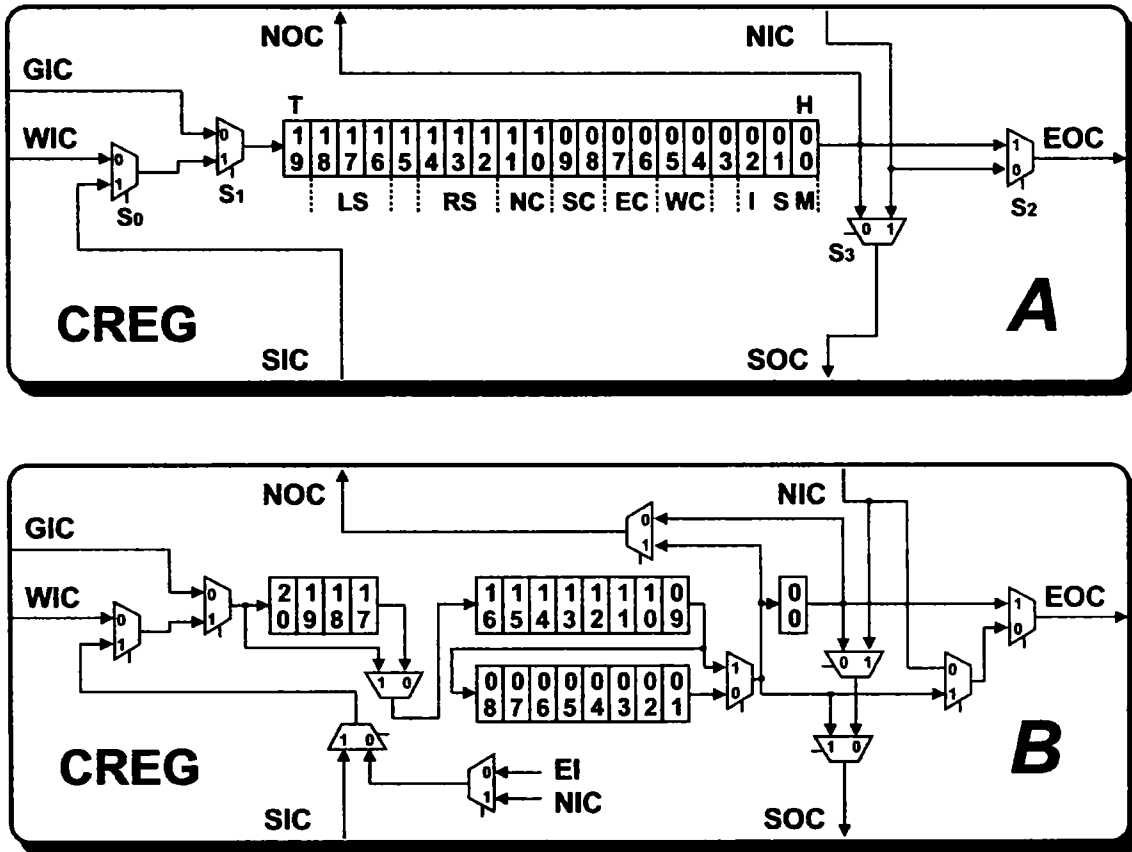 NOC NIC
GIC
T H
1 1 1 1 1 1 1 1 1 1 0 0 0 0 0 0 0 0 0 0
9 8 7 6 5 4 3 2 1 0 9 8 7 6 5 4 3 2 1 0
0 1
WIC 0 1
EOC
1 0
LS RS NC SC EC WC I S M
S0 S1 S2
0 1
S3
CREG A
SIC SOC
NOC NIC
GIC
0 1
WIC 0 1
2 1 1 1
0 9 8 7
1 1 1 1 1 1 1 0
6 5 4 3 2 1 0 9
0
0
EOC
1 0
0 1
1 0
0 0 0 0 0 0 0 0
8 7 6 5 4 3 2 1
1 0
0 1
0 1
1 0
1 0
CREG B
0 EI
1 NIC
SIC SOC